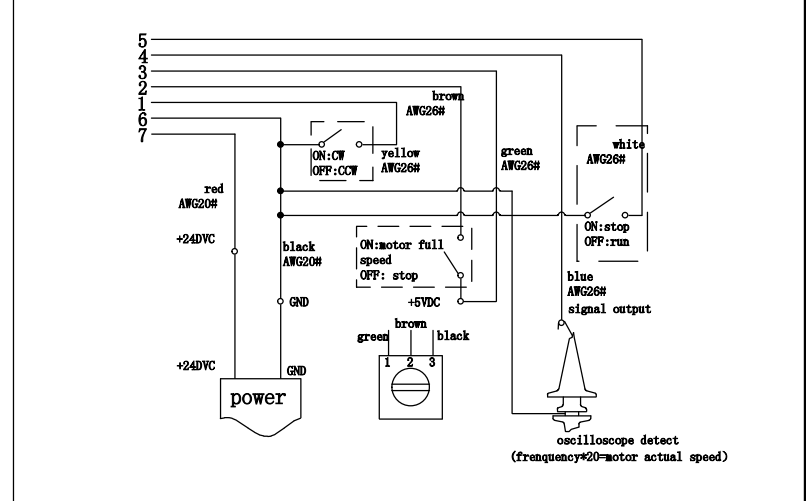 5
4
3
2
1
6
7
brown
AWG26#
ON:CW
OFF:CCW
yellow
AWG26#
green
AWG26#
white
AWG26#
red
AWG20#
+24DVC
black
AWG20#
ON:motor full
speed
OFF: stop
ON:stop
OFF:run
GND
+5VDC
blue
AWG26#
signal output
brown
green
black
1 2 3
+24DVC
GND
power
oscilloscope detect
(frenquency*20=motor actual speed)